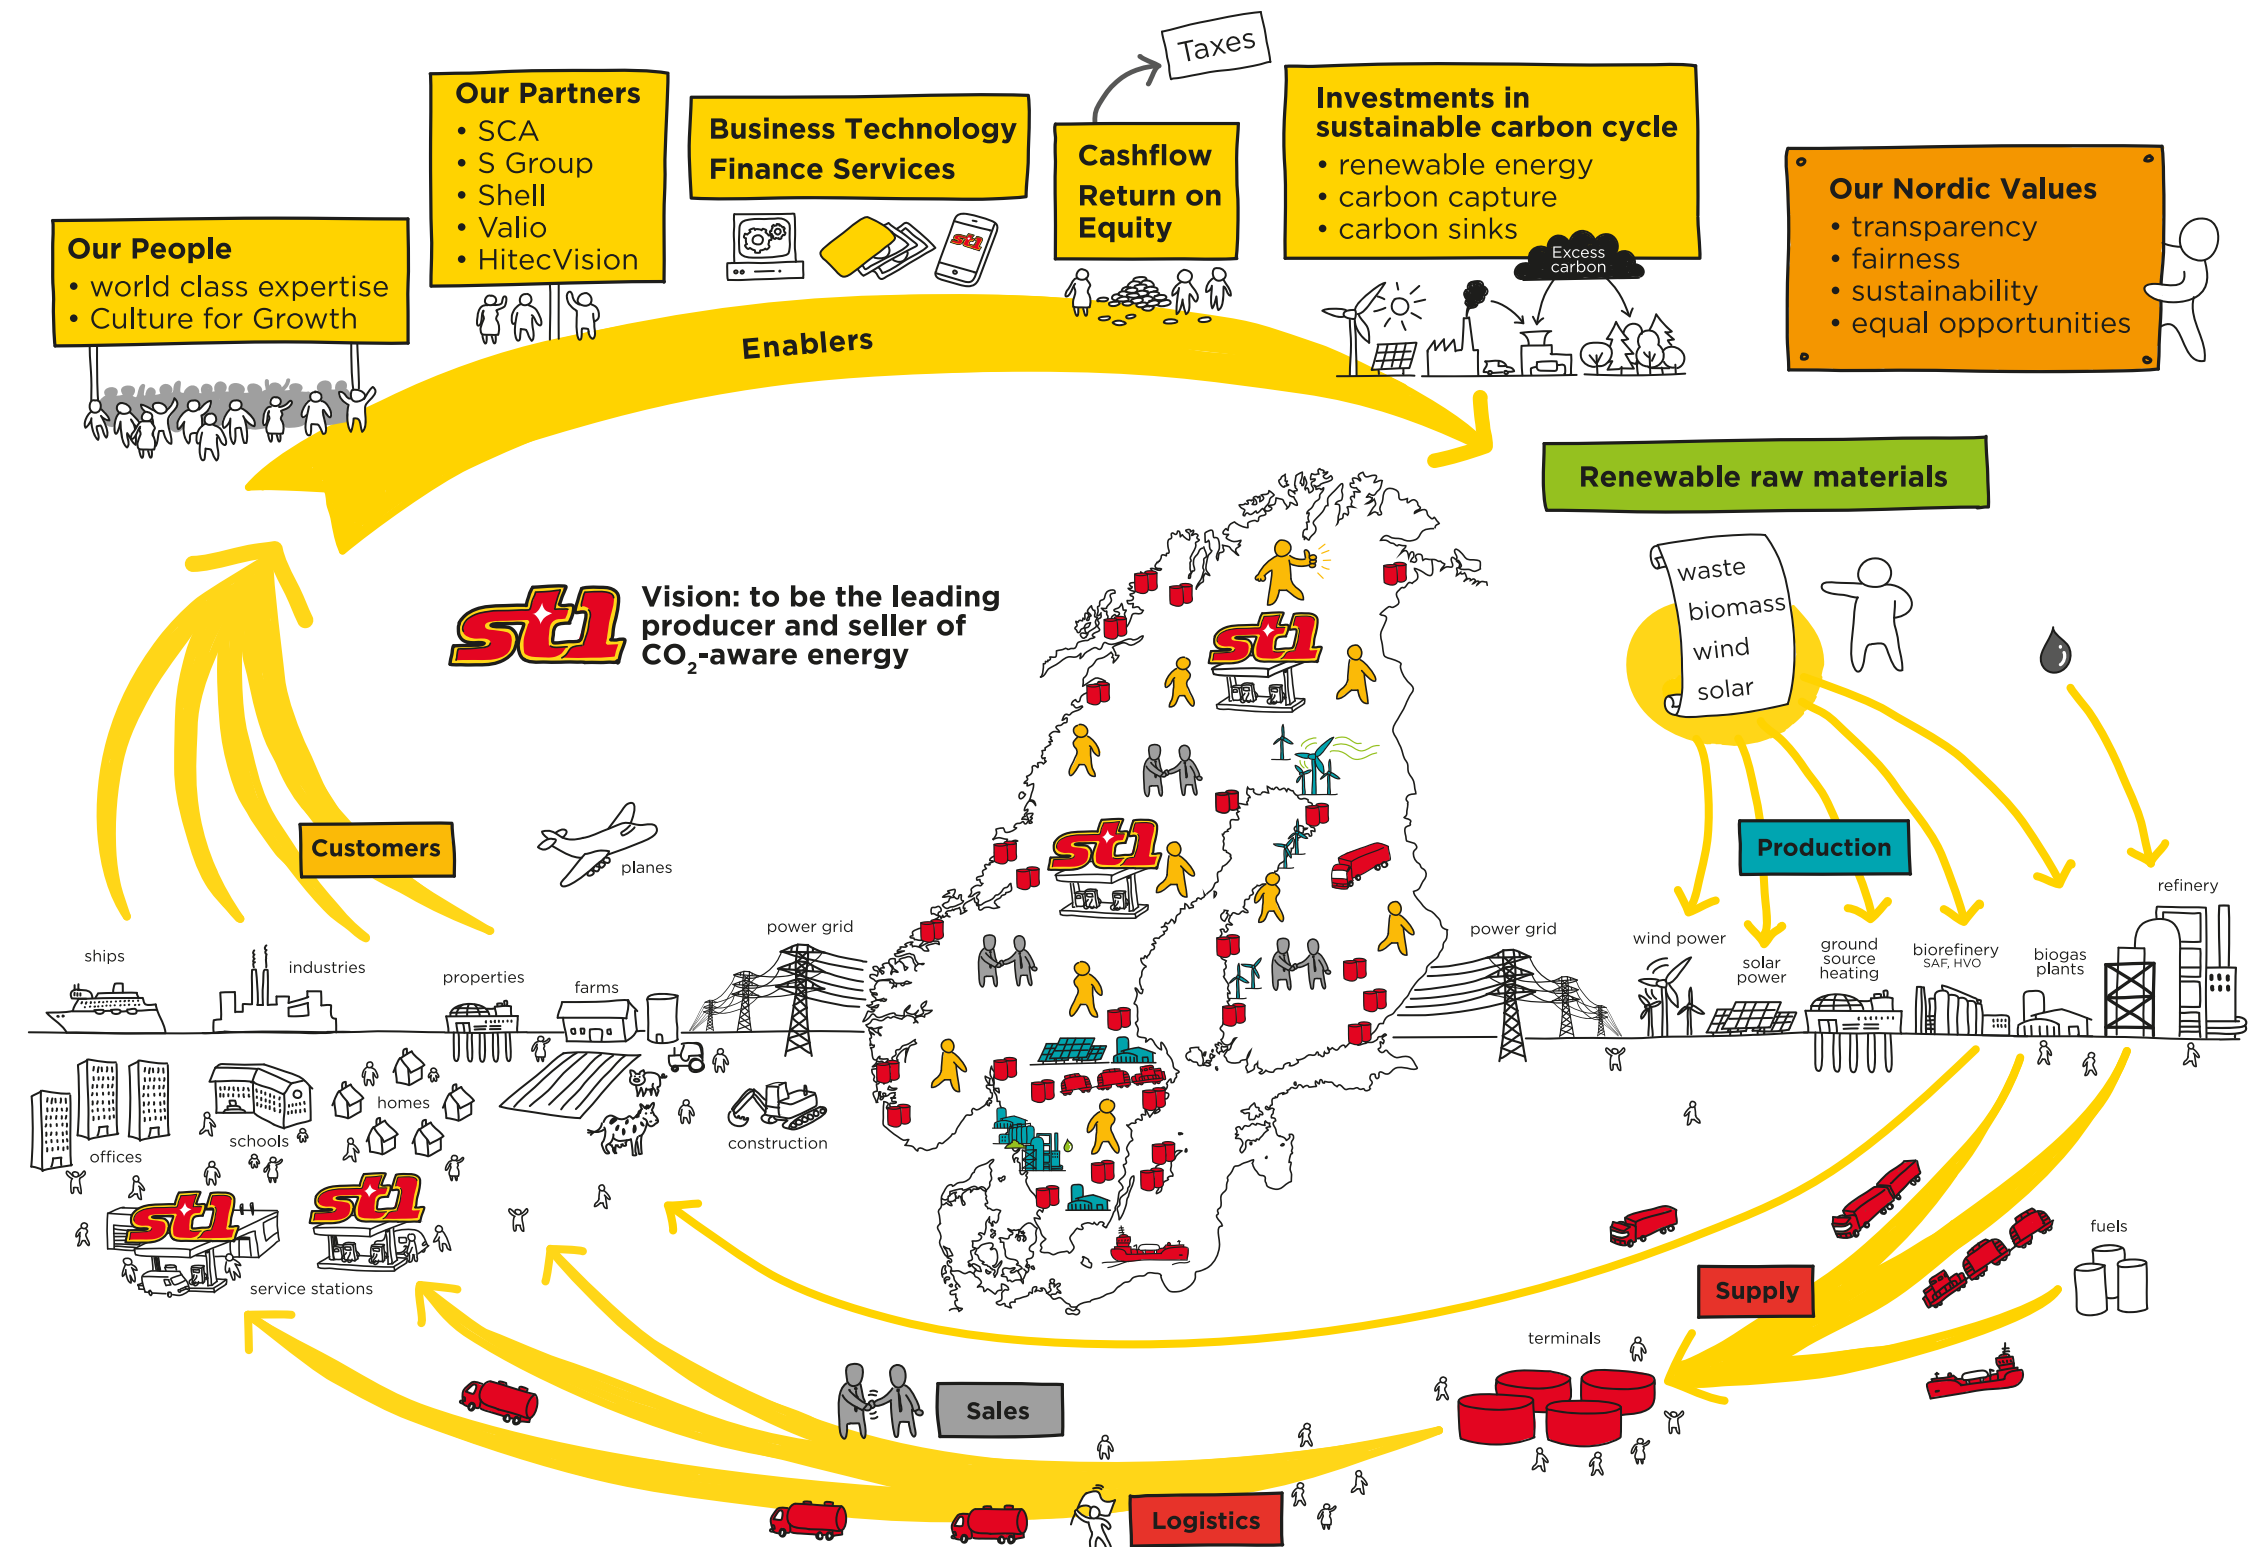 Taxes
Our Partners
• SCA
• S Group
• Shell
• Valio
• HitecVision
Business Technology
Finance Services
st1
Cashflow
Return on
Equity
Investments in
sustainable carbon cycle
• renewable energy
• carbon capture
• carbon sinks
Excess
carbon
Our Nordic Values
• transparency
• fairness
• sustainability
• equal opportunities
Our People
• world class expertise
• Culture for Growth
Enablers
Renewable raw materials
waste
biomass
wind
solar
st1
Vision: to be the leading
producer and seller of
CO₂-aware energy
st1
st1
Customers
planes
Production
ships
industries
properties
farms
power grid
power grid
wind power
solar
power
ground
source
heating
biorefinery
SAF, HVO
biogas
plants
refinery
offices
schools
homes
construction
st1
st1
service stations
fuels
Supply
terminals
Sales
Logistics